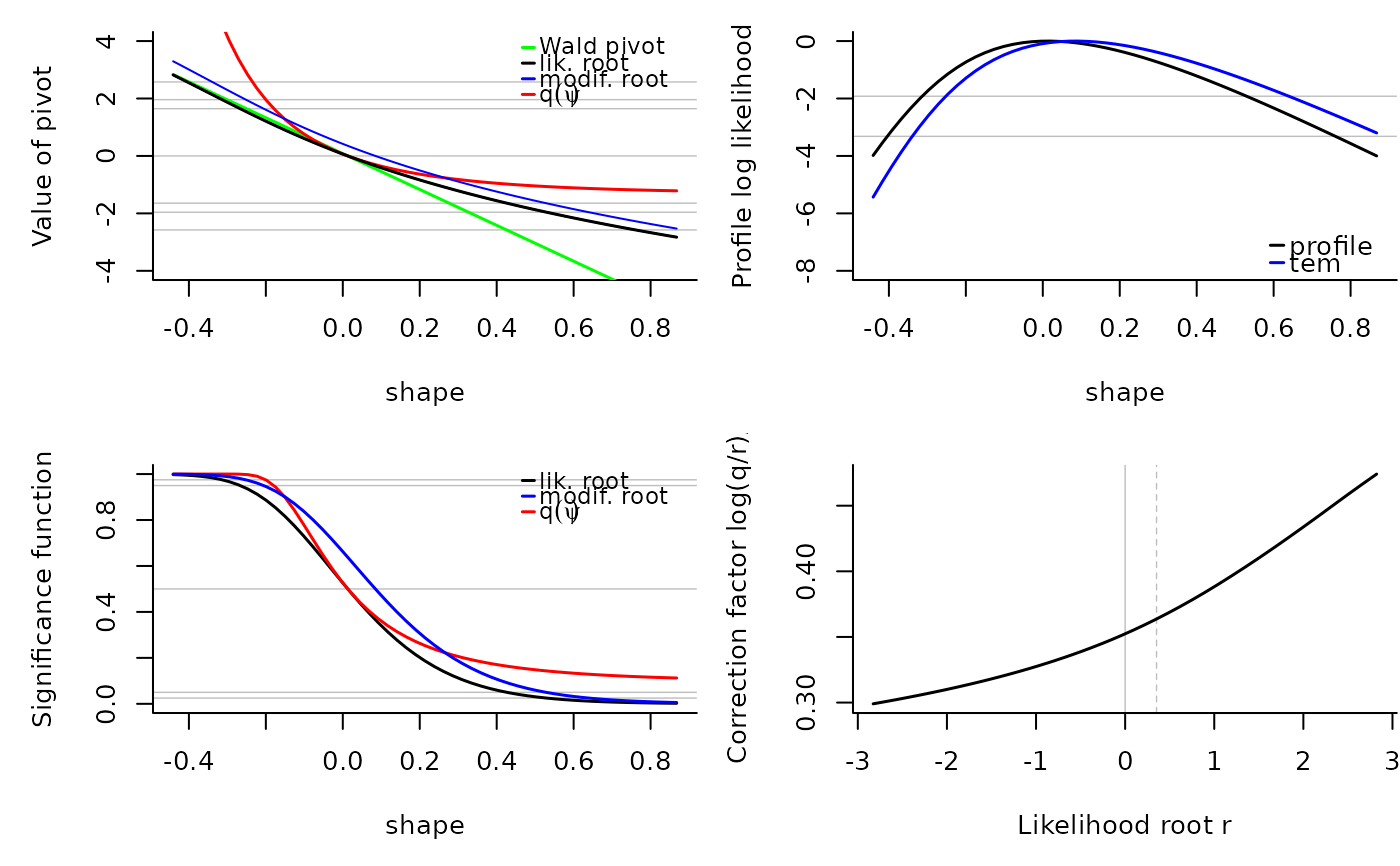 Value of pivot
4
2
0
-2
-4
Wald pivot
lik. root
modif. root
q(ψ)
-0.4
0.0
0.2
0.4
0.6
0.8
shape
Profile log likelihood
0
-2
-4
-6
-8
profile
tem
-0.4
0.0
0.2
0.4
0.6
0.8
shape
Significance function
0.8
0.4
0.0
lik. root
modif. root
q(ψ)
-0.4
0.0
0.2
0.4
0.6
0.8
shape
Correction factor log(q/r)
0.40
0.30
-3
-2
-1
0
1
2
3
Likelihood root r